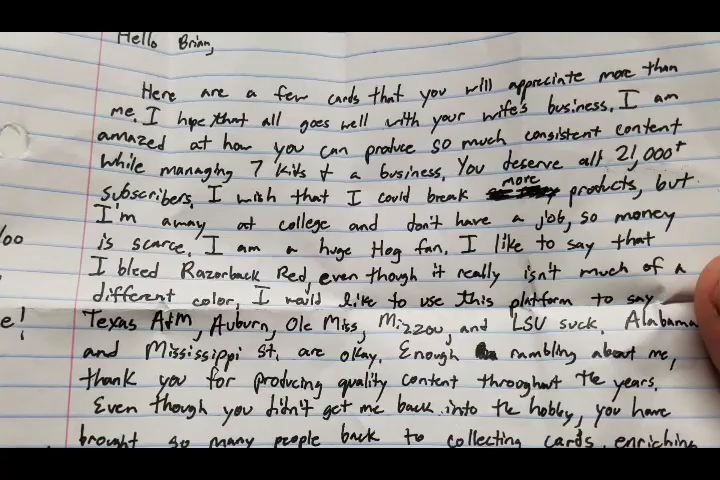 Hello Brian,
Here are a few cards that you will appreciate more than
me. I hope that all goes well with your wife's business. I am
amazed at how you can produce so much consistent content
while managing 7 kids & a business. You deserve all 21,000+
subscribers. I wish that I could break more products, but
I'm away at college and don't have a job, so money
is scarce. I am a huge Hog fan. I like to say that
I bleed Razorback Red, even though it really isn't much of a
different color. I would like to use this platform to say
Texas A&M, Auburn, Ole Miss, Mizzou, and LSU suck. Alabama
and Mississippi St. are okay. Enough rambling about me,
thank you for producing quality content throughout the years.
Even though you didn't get me back into the hobby, you have
brought so many people back to collecting cards, enriching